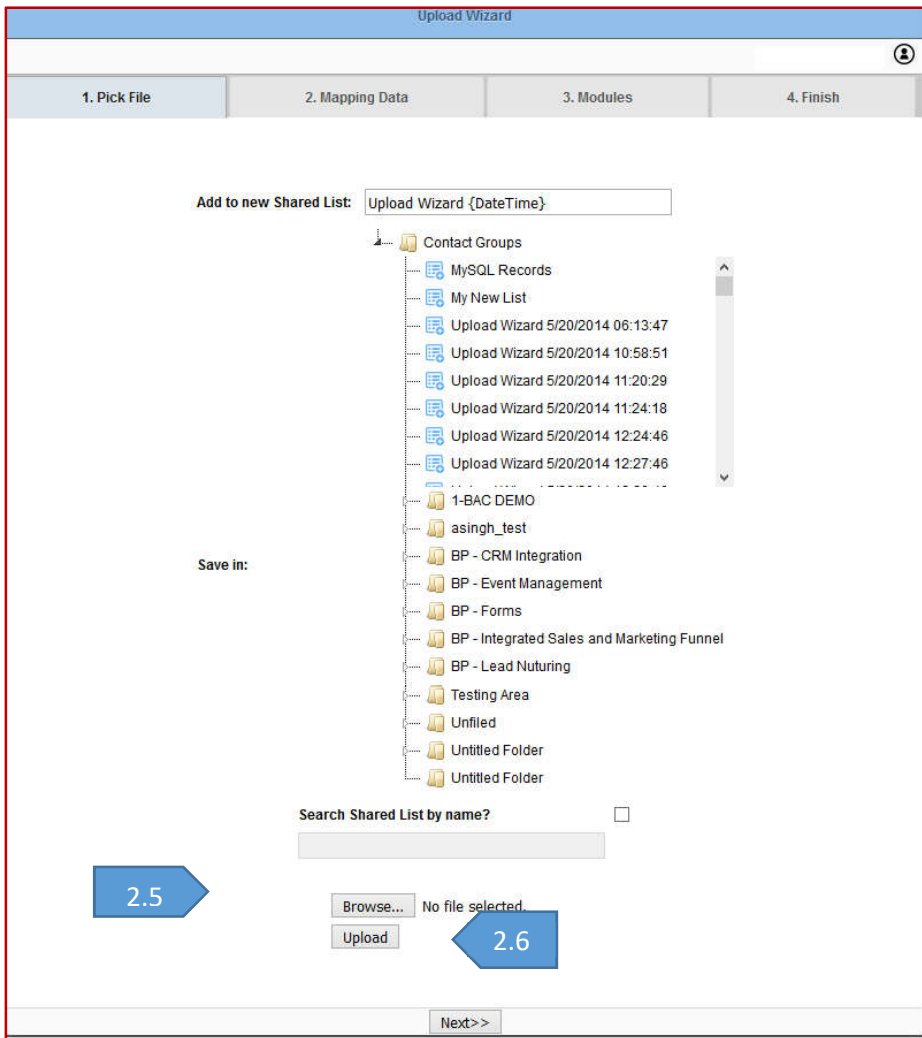 Upload Wizard
1. Pick File 2. Mapping Data 3. Modules 4. Finish
Add to new Shared List: Upload Wizard {DateTime}
Contact Groups
MySQL Records
My New List
Upload Wizard 5/20/2014 06:13:47
Upload Wizard 5/20/2014 10:58:51
Upload Wizard 5/20/2014 11:20:29
Upload Wizard 5/20/2014 11:24:18
Upload Wizard 5/20/2014 12:24:46
Upload Wizard 5/20/2014 12:27:46
1-BAC DEMO
asingh_test
Save in: BP - CRM Integration
BP - Event Management
BP - Forms
BP - Integrated Sales and Marketing Funnel
BP - Lead Nuturing
Testing Area
Unfiled
Untitled Folder
Untitled Folder
Search Shared List by name?
2.5
Browse... No file selected.
Upload 2.6
Next>>